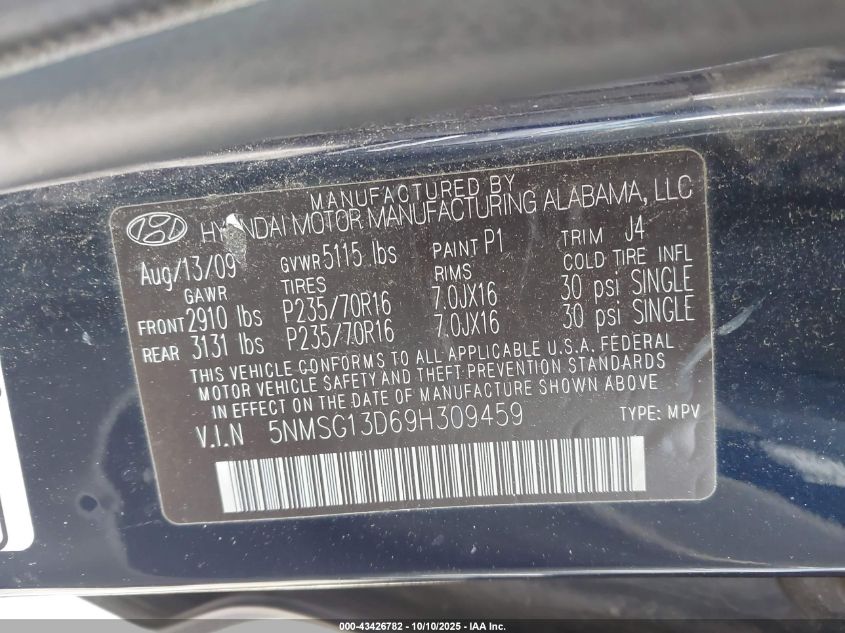 MANUFACTURED BY
HYUNDAI MOTOR MANUFACTURING ALABAMA, LLC
Aug/13/09 GVWR 5115 lbs PAINT P1 TRIM J4
GAWR TIRES RIMS COLD TIRE INFL
FRONT 2910 lbs P235/70R16 7.0JX16 30 psi SINGLE
REAR 3131 lbs P235/70R16 7.0JX16 30 psi SINGLE
THIS VEHICLE CONFORMS TO ALL APPLICABLE U.S.A. FEDERAL
MOTOR VEHICLE SAFETY AND THEFT PREVENTION STANDARDS
IN EFFECT ON THE DATE OF MANUFACTURE SHOWN ABOVE
V.I.N 5NMSG13D69H309459 TYPE: MPV
000-43426782 - 10/10/2025 - IAA Inc.